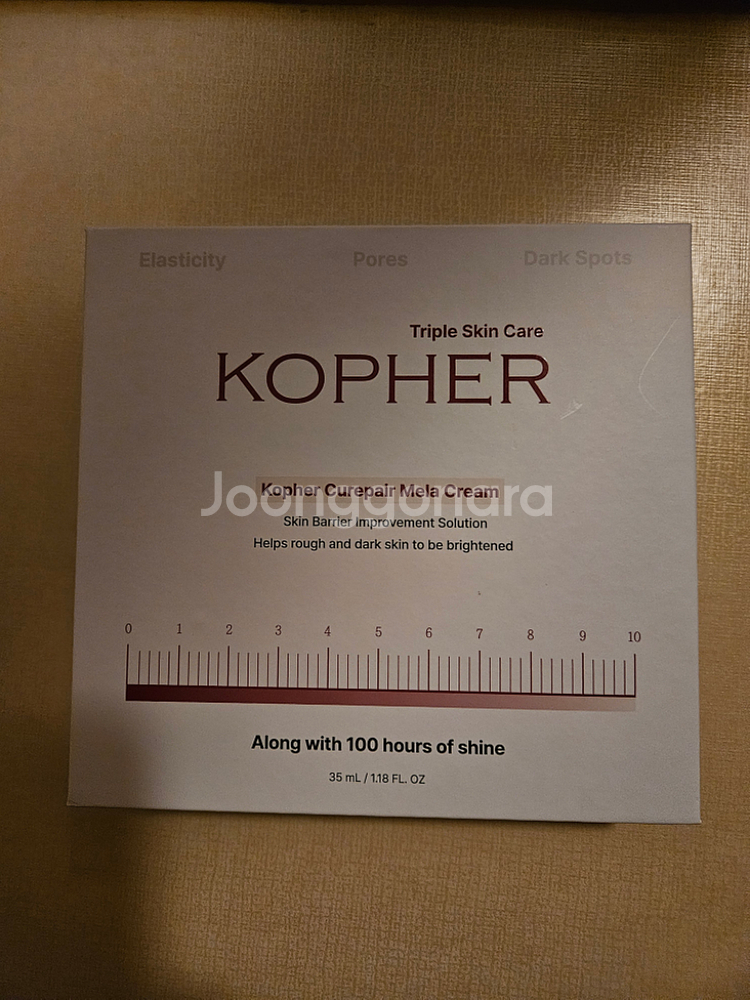 Elasticity Pores Dark Spots
Triple Skin Care
KOPHER
Kopher Curepair Mela Cream
Joonggonara
Skin Barrier Improvement Solution
Helps rough and dark skin to be brightened
0 1 2 3 4 5 6 7 8 9 10
Along with 100 hours of shine
35 mL / 1.18 FL. OZ